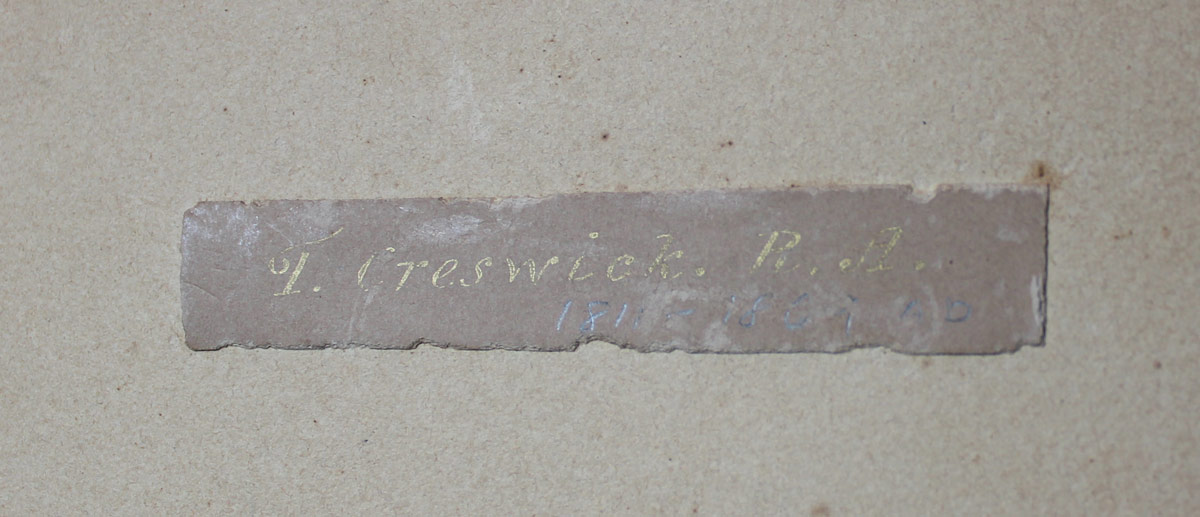 T. Creswick. R. A.
1811 - 1869 AD